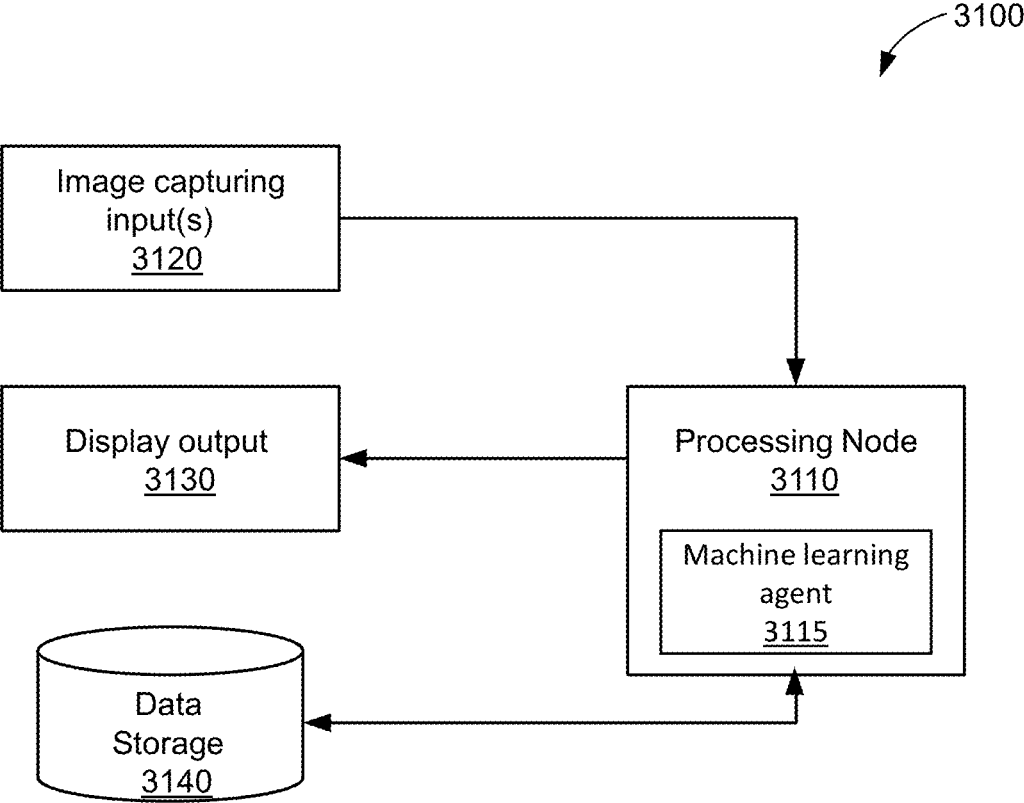 3100
Image capturing
input(s)
3120
Display output
3130
Processing Node
3110
Machine learning
agent
3115
Data
Storage
3140